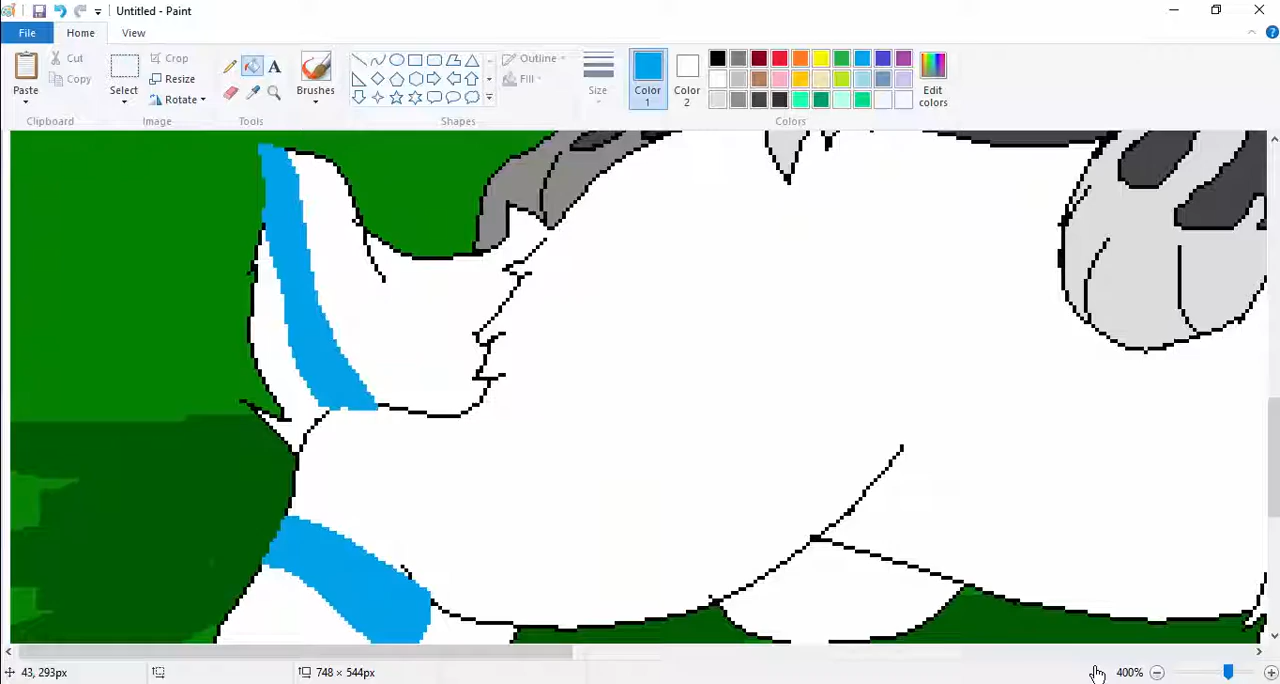 Untitled - Paint
File Home View
Paste
Cut
Copy
Clipboard
Select
Crop
Resize
Rotate
Image
A
Tools
Brushes
Outline
Fill
Shapes
Size
Color 1
Color 2
Edit colors
Colors
43, 293px
748 × 544px
400%